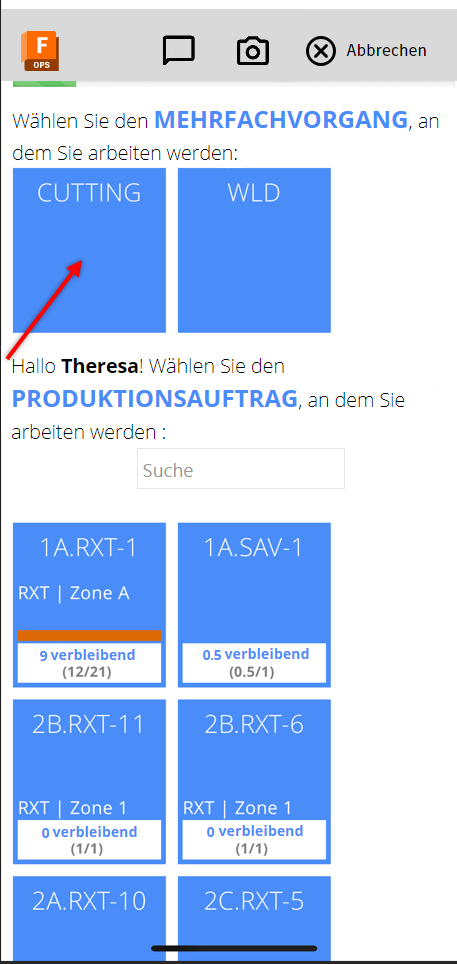 F
OPS
Abbrechen
Wählen Sie den MEHRFACHVORGANG, an
dem Sie arbeiten werden:
CUTTING
WLD
Hallo Theresa! Wählen Sie den
PRODUKTIONSAUFTRAG, an dem Sie
arbeiten werden :
Suche
1A.RXT-1
RXT | Zone A
9 verbleibend
(12/21)
1A.SAV-1
0.5 verbleibend
(0.5/1)
2B.RXT-11
RXT | Zone 1
0 verbleibend
(1/1)
2B.RXT-6
RXT | Zone 1
0 verbleibend
(1/1)
2A.RXT-10
2C.RXT-5